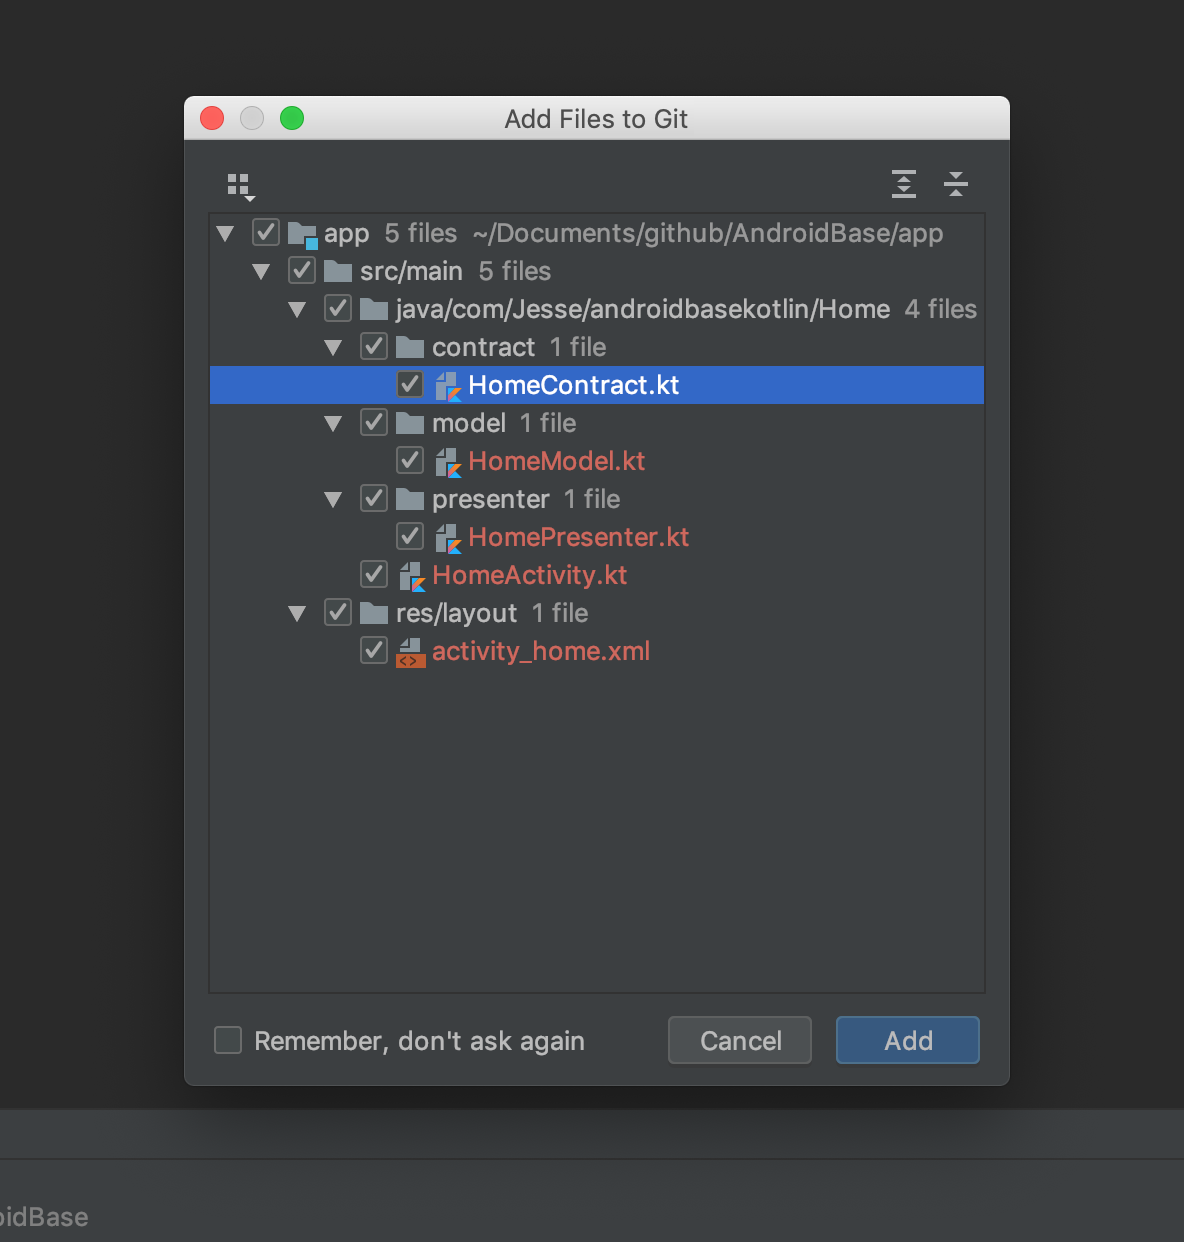 Add Files to Git
app 5 files ~/Documents/github/AndroidBase/app
src/main 5 files
java/com/Jesse/androidbasekotlin/Home 4 files
contract 1 file
HomeContract.kt
model 1 file
HomeModel.kt
presenter 1 file
HomePresenter.kt
HomeActivity.kt
res/layout 1 file
activity_home.xml
Remember, don't ask again
Cancel
Add
oidBase